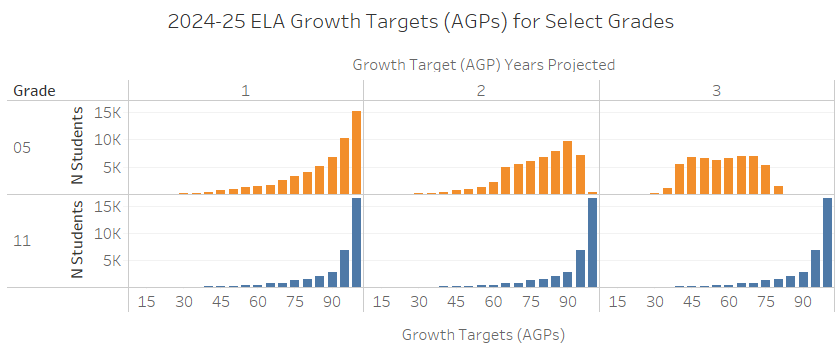 2024-25 ELA Growth Targets (AGPs) for Select Grades
Growth Target (AGP) Years Projected
Grade 1 2 3
05 N Students 15K 10K 5K
11 N Students 15K 10K 5K
15 30 45 60 75 90 15 30 45 60 75 90 15 30 45 60 75 90
Growth Targets (AGPs)